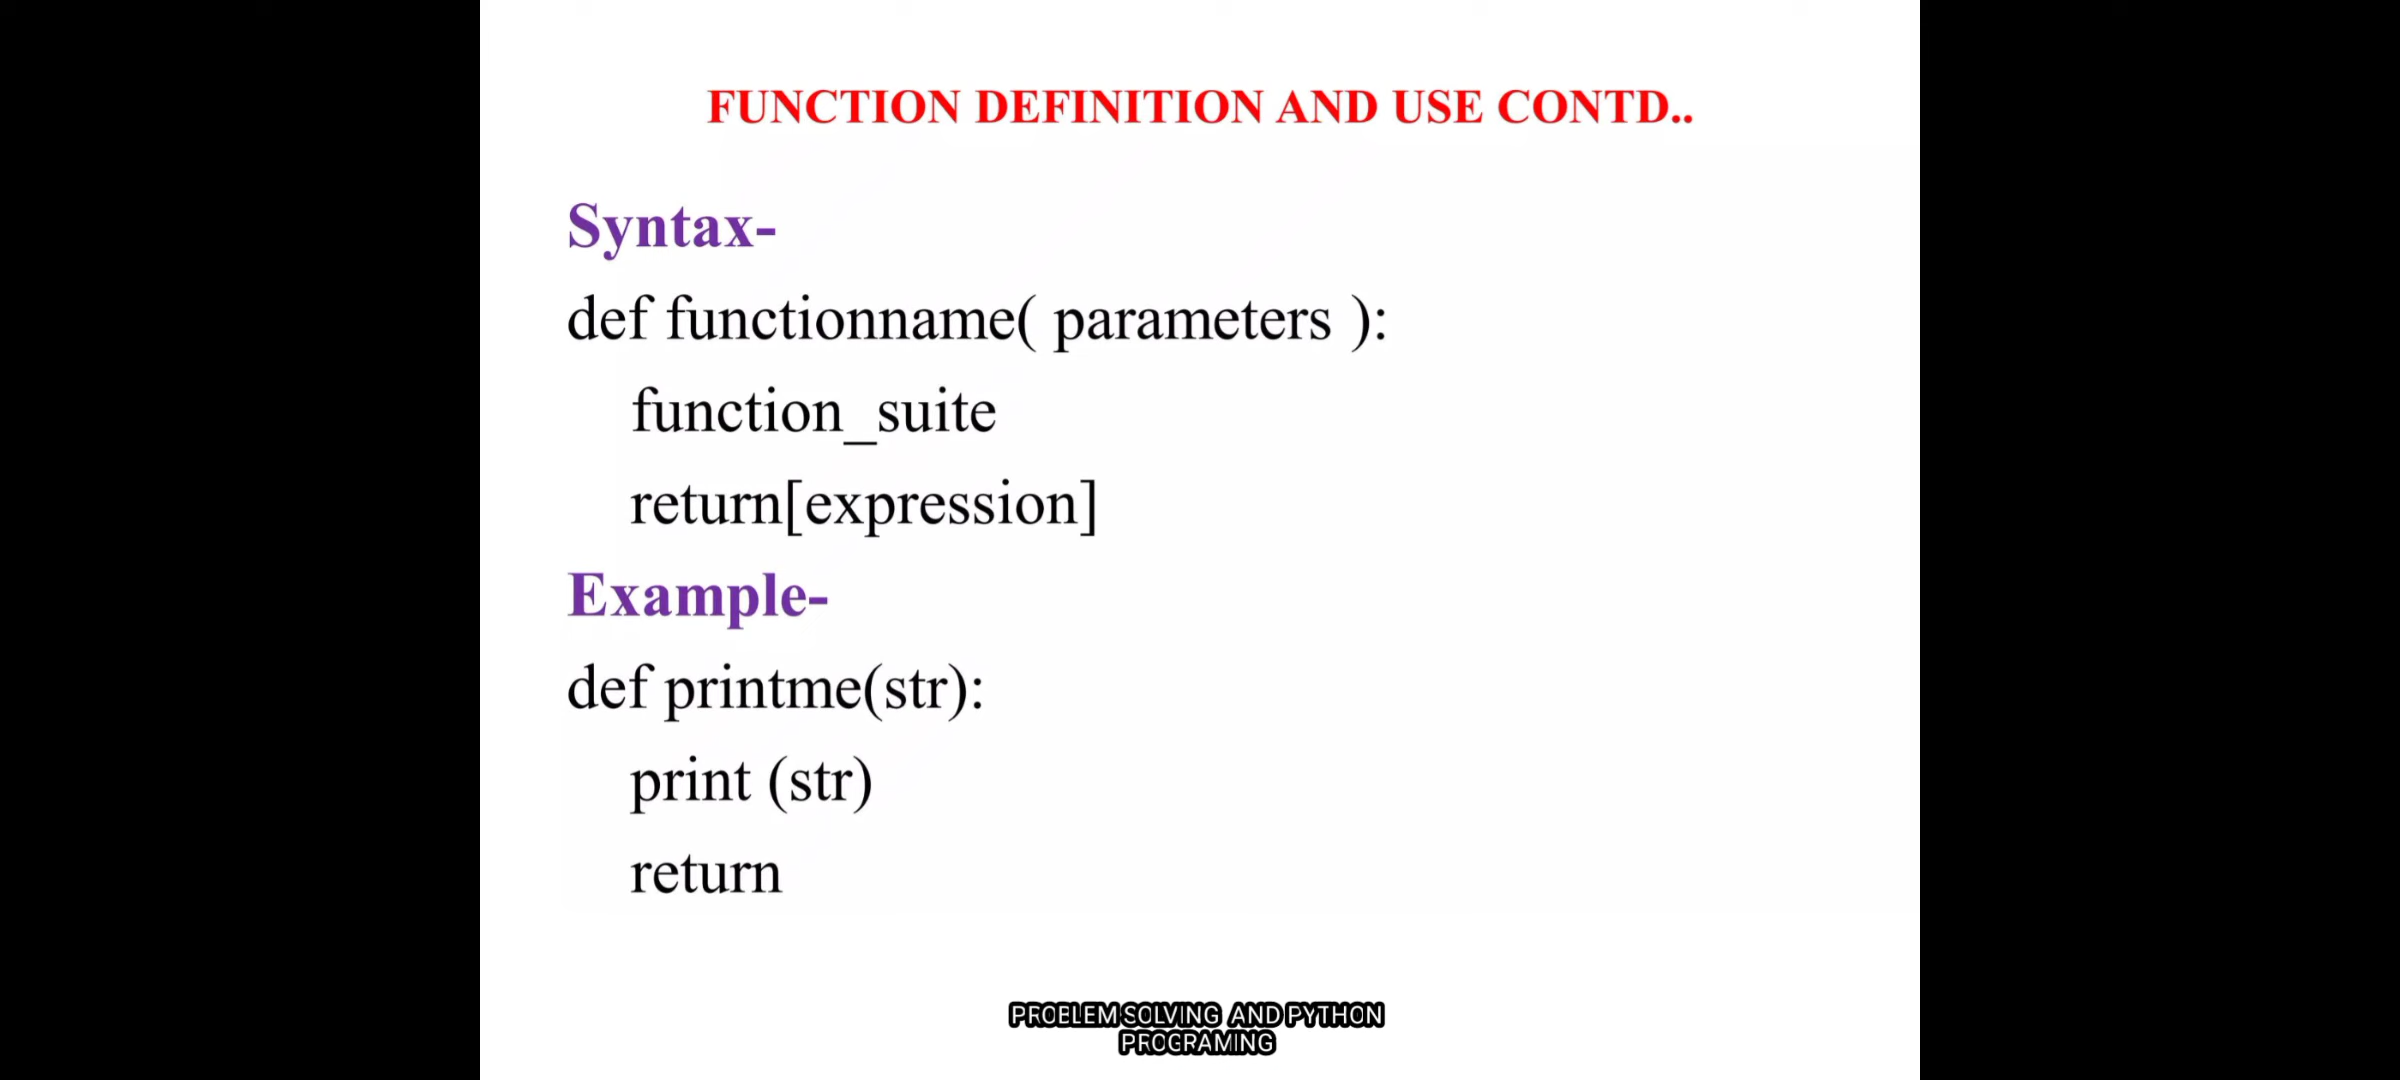 FUNCTION DEFINITION AND USE CONTD..
Syntax-
def functionname( parameters ):
function_suite
return[expression]
Example-
def printme(str):
print (str)
return
PROBLEM SOLVING AND PYTHON
PROGRAMING